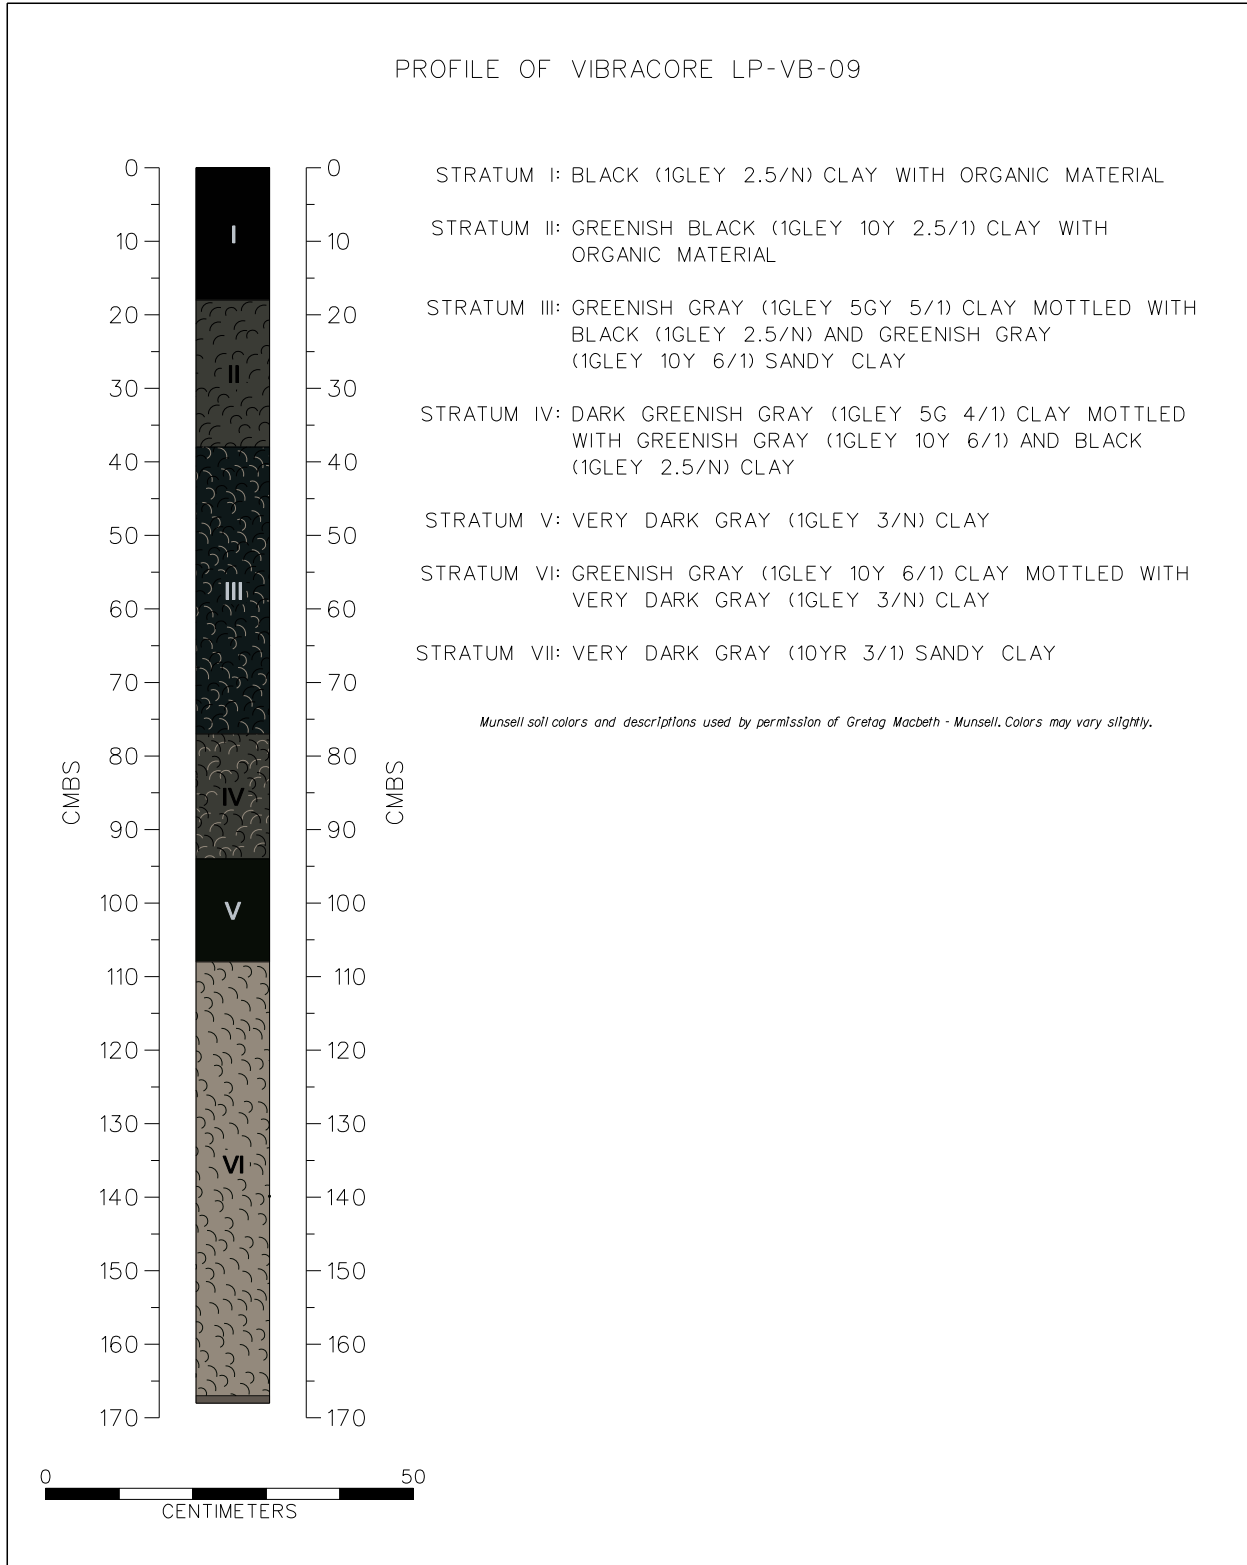 PROFILE OF VIBRACORE LP-VB-09
0 0
10 10
20 20
30 30
40 40
50 50
60 60
70 70
80 80
90 90
100 100
110 110
120 120
130 130
140 140
150 150
160 160
170 170
CMBS
CMBS
I
II
III
IV
V
VI
STRATUM I: BLACK (1GLEY 2.5/N) CLAY WITH ORGANIC MATERIAL
STRATUM II: GREENISH BLACK (1GLEY 10Y 2.5/1) CLAY WITH
ORGANIC MATERIAL
STRATUM III: GREENISH GRAY (1GLEY 5GY 5/1) CLAY MOTTLED WITH
BLACK (1GLEY 2.5/N) AND GREENISH GRAY
(1GLEY 10Y 6/1) SANDY CLAY
STRATUM IV: DARK GREENISH GRAY (1GLEY 5G 4/1) CLAY MOTTLED
WITH GREENISH GRAY (1GLEY 10Y 6/1) AND BLACK
(1GLEY 2.5/N) CLAY
STRATUM V: VERY DARK GRAY (1GLEY 3/N) CLAY
STRATUM VI: GREENISH GRAY (1GLEY 10Y 6/1) CLAY MOTTLED WITH
VERY DARK GRAY (1GLEY 3/N) CLAY
STRATUM VII: VERY DARK GRAY (10YR 3/1) SANDY CLAY
Munsell soil colors and descriptions used by permission of Gretag Macbeth - Munsell. Colors may vary slightly.
0 50
CENTIMETERS